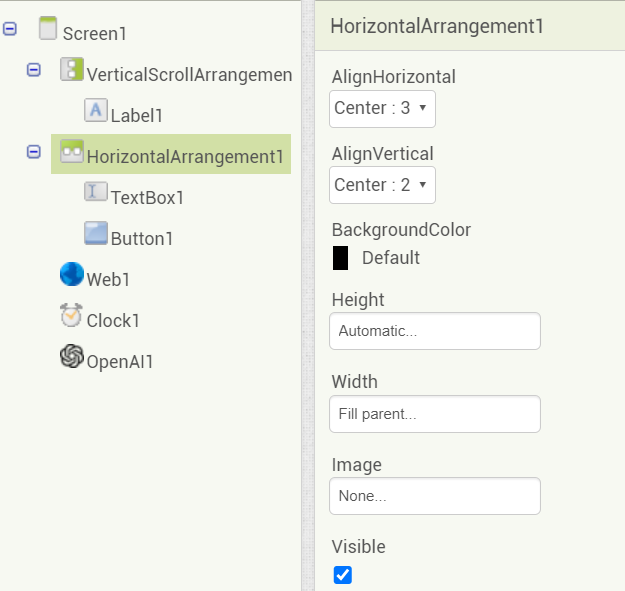 Screen1
VerticalScrollArrangemen
A
Label1
HorizontalArrangement1
TextBox1
Button1
Web1
Clock1
OpenAI1
HorizontalArrangement1
AlignHorizontal
Center : 3
AlignVertical
Center : 2
BackgroundColor
Default
Height
Automatic...
Width
Fill parent...
Image
None...
Visible